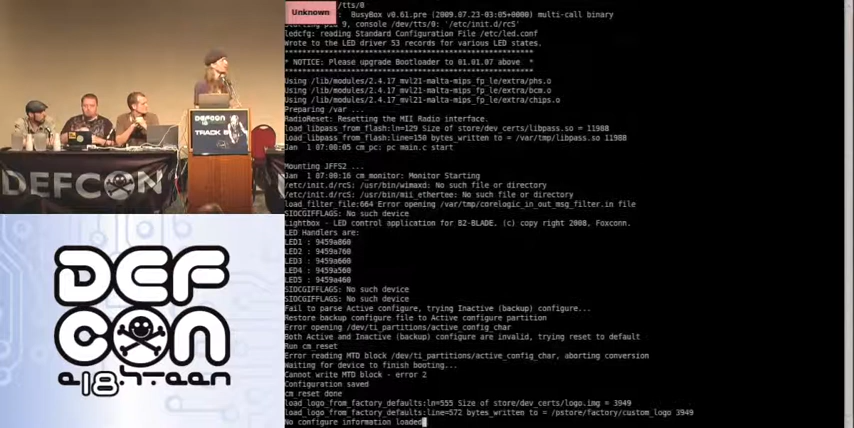 Unknown
/tts/0
: BusyBox v0.61.pre (2009.07.23-03:05+0000) multi-call binary
Starting pid 9, console /dev/tts/0: '/etc/init.d/rcS'
ledcfg: reading Standard Configuration File /etc/led.conf
Wrote to the LED driver 53 records for various LED states.
* NOTICE: Please upgrade Bootloader to 01.01.07 above *
Using /lib/modules/2.4.17_mvl21-malta-mips_fp_le/extra/phs.o
Using /lib/modules/2.4.17_mvl21-malta-mips_fp_le/extra/bcm.o
Using /lib/modules/2.4.17_mvl21-malta-mips_fp_le/extra/chips.o
Preparing /var ...
RadioReset: Resetting the MII Radio interface.
load_libpass_from_flash:ln=129 Size of store/dev_certs/libpass.so = 11988
load_libpass_from_flash:line=150 bytes_written to = /var/tmp/libpass.so 11988
Jan 1 07:00:05 cm_pc: pc main.c start
Mounting JFFS2 ...
Jan 1 07:00:16 cm_monitor: Monitor Starting
/etc/init.d/rcS: /usr/bin/wimaxd: No such file or directory
/etc/init.d/rcS: /usr/bin/mii_ethertee: No such file or directory
load_filter_file:664 Error opening /var/tmp/corelogic_in_out_msg_filter.in file
SIOCGIFFLAGS: No such device
Lightbox - LED control application for B2-BLADE. (c) copy right 2008, Foxconn.
LED Handlers are:
LED1 : 9459a860
LED2 : 9459a760
LED3 : 9459a660
LED4 : 9459a560
LED5 : 9459a460
SIOCGIFFLAGS: No such device
SIOCGIFFLAGS: No such device
Fail to parse Active configure, trying Inactive (backup) configure...
Restore backup configure file to Active configure partition
Error opening /dev/ti_partitions/active_config_char
Both Active and Inactive (backup) configure are invalid, trying reset to default
Run cm_reset
Error reading MTD block /dev/ti_partitions/active_config_char, aborting conversion
Waiting for device to finish booting...
Cannot write MTD block - error 2
Configuration saved
cm_reset done
load_logo_from_factory_defaults:ln=555 Size of store/dev_certs/logo.img = 3949
load_logo_from_factory_defaults:line=572 bytes_written to = /pstore/factory/custom_logo 3949
No configure information loaded
DEFCON
TRACK
DEFCON
DEF
CON
e18hteen